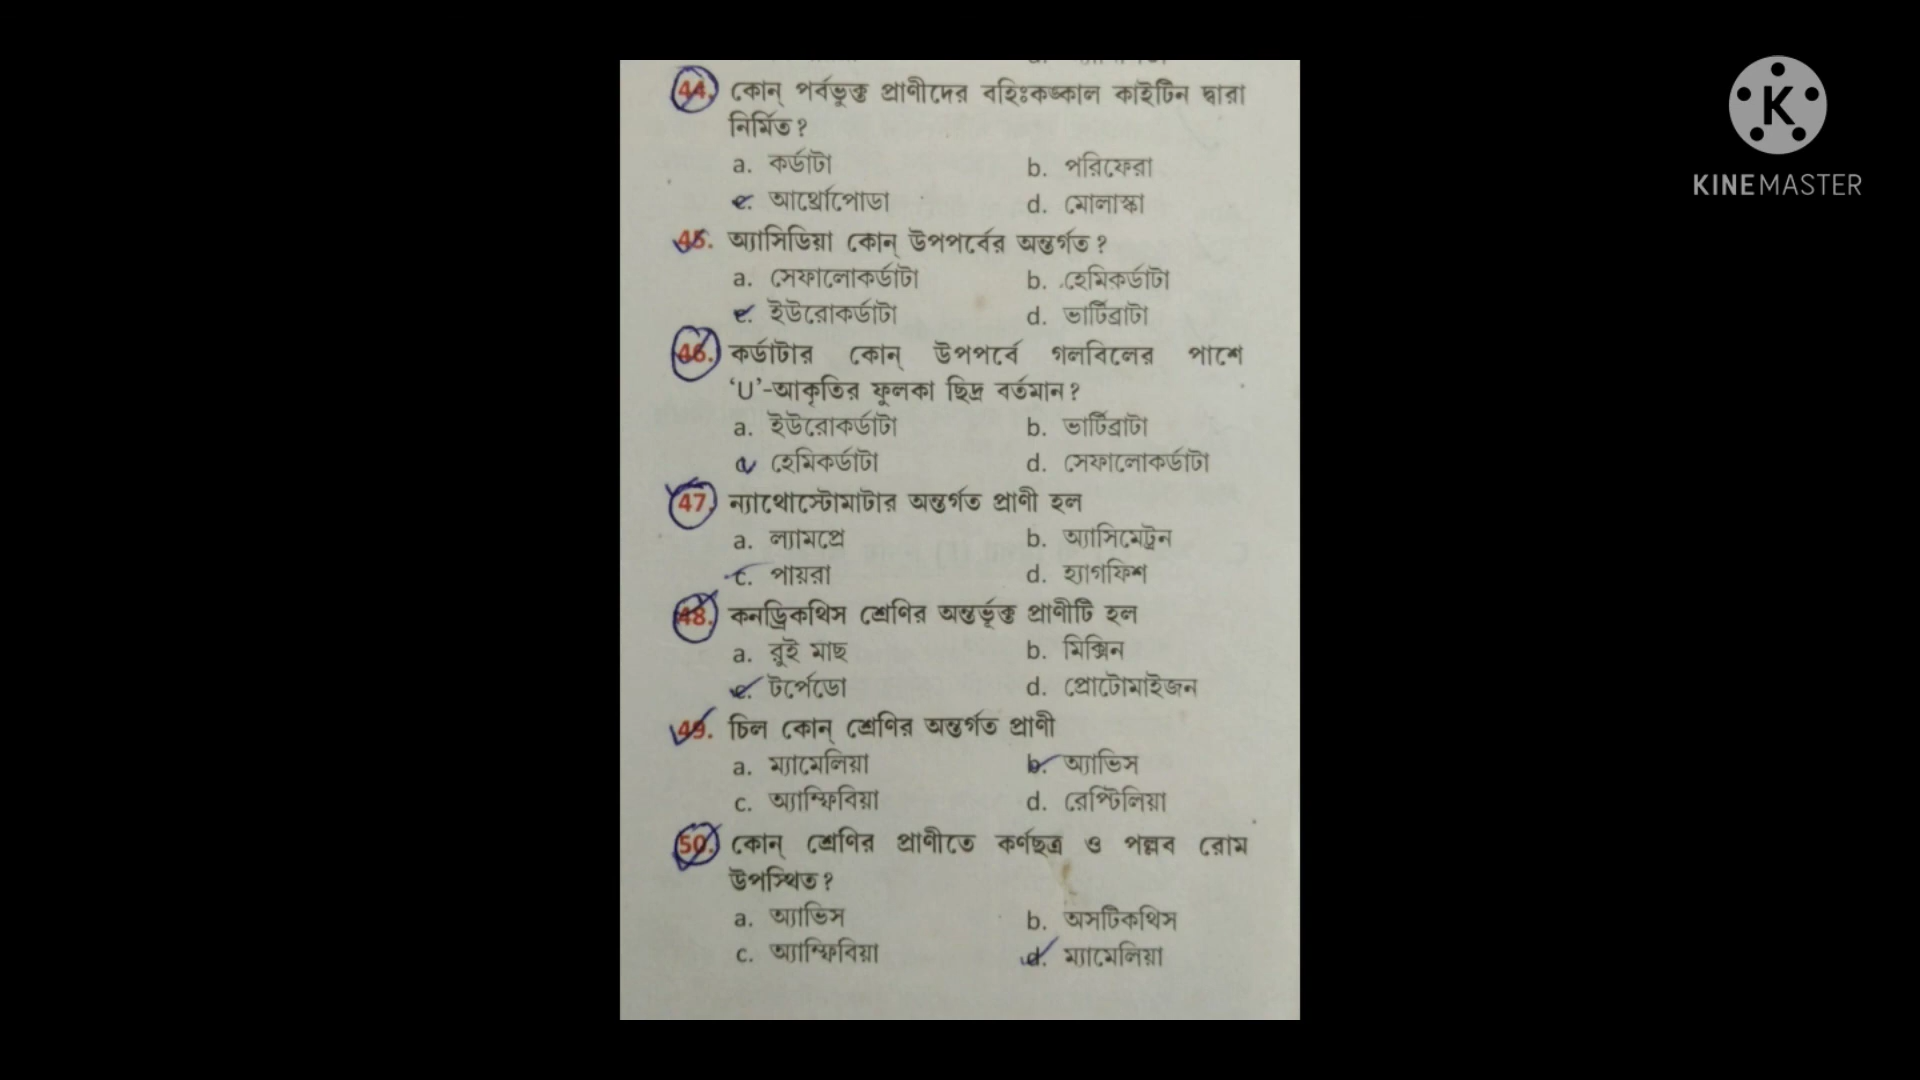 44. কোন্ পর্বভুক্ত প্রাণীদের বহিঃকঙ্কাল কাইটিন দ্বারা
নির্মিত?
a. কর্ডাটা b. পরিফেরা
c. আর্থ্রোপোডা d. মোলাস্কা
45. অ্যাসিডিয়া কোন্ উপপর্বের অন্তর্গত?
a. সেফালোকর্ডাটা b. হেমিকর্ডাটা
c. ইউরোকর্ডাটা d. ভার্টিব্রাটা
46. কর্ডাটার কোন্ উপপর্বে গলবিলের পাশে
‘U’-আকৃতির ফুলকা ছিদ্র বর্তমান?
a. ইউরোকর্ডাটা b. ভার্টিব্রাটা
c. হেমিকর্ডাটা d. সেফালোকর্ডাটা
47. ন্যাথোস্টোমাটার অন্তর্গত প্রাণী হল
a. ল্যামপ্রে b. অ্যাসিমেট্রন
c. পায়রা d. হ্যাগফিশ
48. কনড্রিকথিস শ্রেণির অন্তর্ভূক্ত প্রাণীটি হল
a. রুই মাছ b. মিক্সিন
c. টর্পেডো d. প্রোটোমাইজন
49. চিল কোন্ শ্রেণির অন্তর্গত প্রাণী
a. ম্যামেলিয়া b. অ্যাভিস
c. অ্যাম্ফিবিয়া d. রেপ্টিলিয়া
50. কোন্ শ্রেণির প্রাণীতে কর্ণছত্র ও পল্লব রোম
উপস্থিত?
a. অ্যাভিস b. অসটিকথিস
c. অ্যাম্ফিবিয়া d. ম্যামেলিয়া
K
KINEMASTER